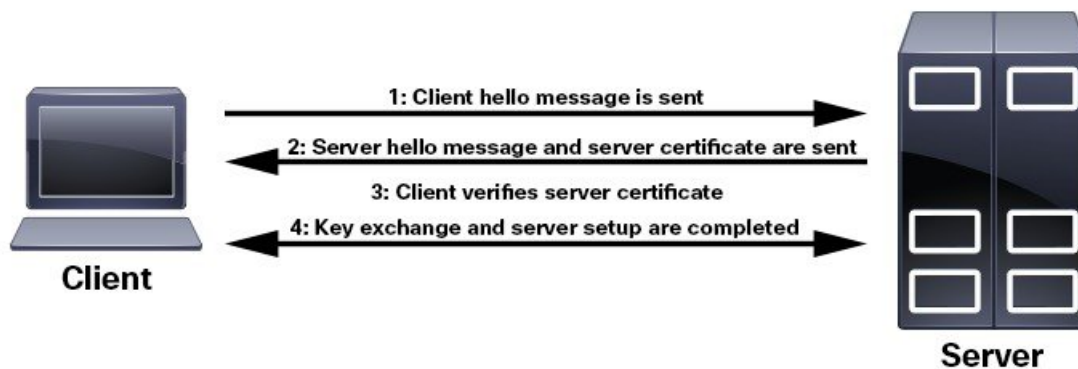 1: Client hello message is sent
2: Server hello message and server certificate are sent
3: Client verifies server certificate
4: Key exchange and server setup are completed
Client
Server